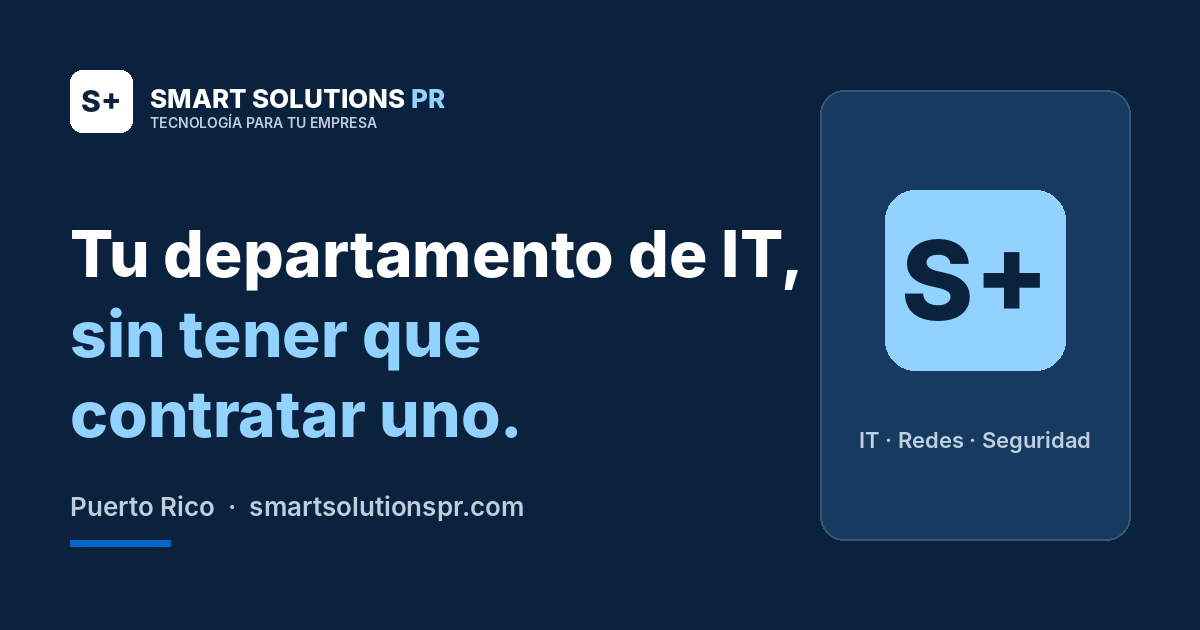 S+
SMART SOLUTIONS PR
TECNOLOGÍA PARA TU EMPRESA
Tu departamento de IT,
sin tener que
contratar uno.
Puerto Rico · smartsolutionspr.com
S+
IT · Redes · Seguridad